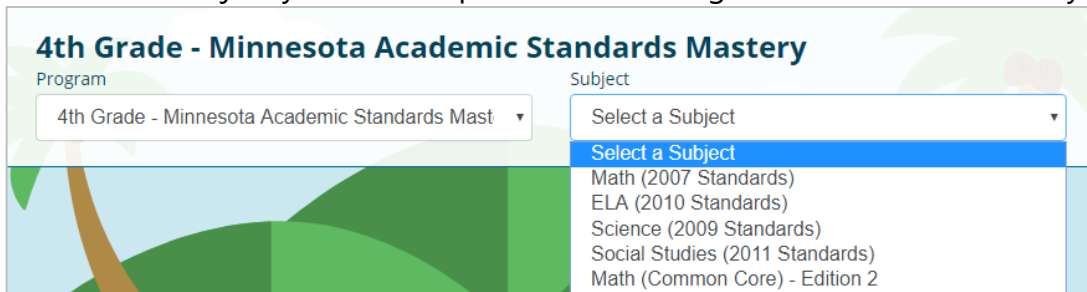 4th Grade - Minnesota Academic Standards Mastery
Program
Subject
4th Grade - Minnesota Academic Standards Mast
Select a Subject
Select a Subject
Math (2007 Standards)
ELA (2010 Standards)
Science (2009 Standards)
Social Studies (2011 Standards)
Math (Common Core) - Edition 2